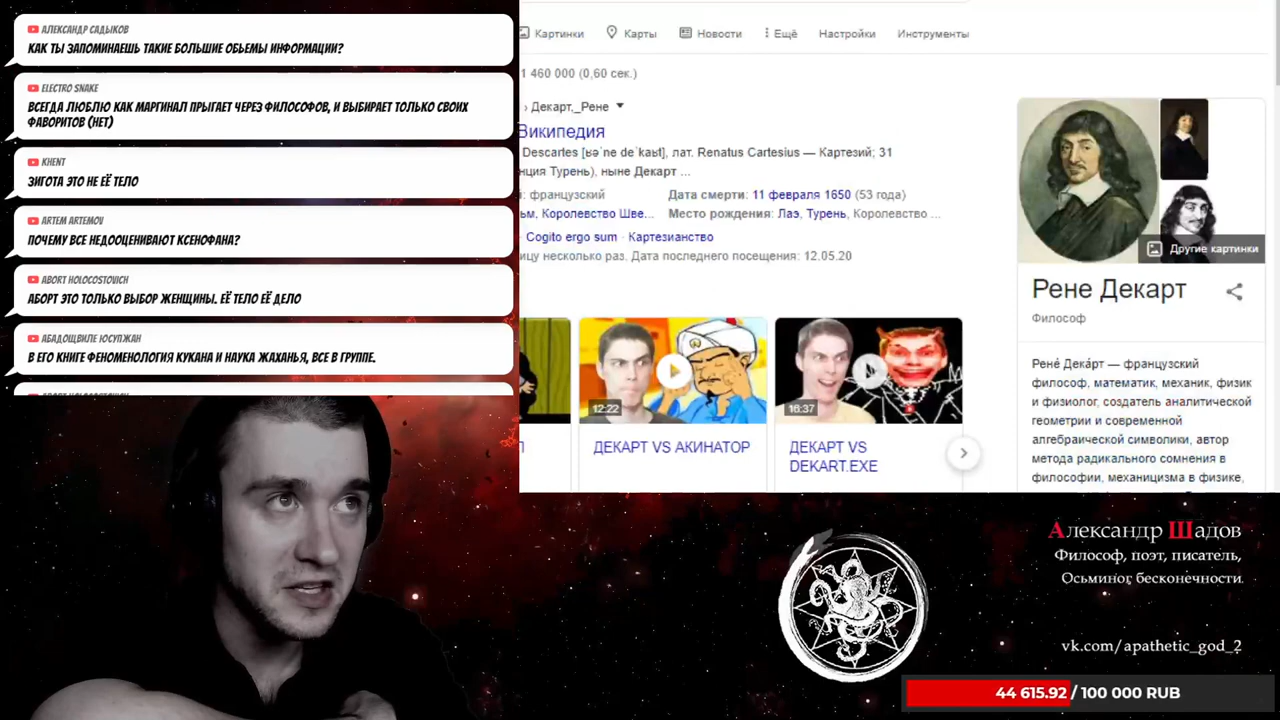 АЛЕКСАНДР САДЫКОВ
КАК ТЫ ЗАПОМИНАЕШЬ ТАКИЕ БОЛЬШИЕ ОБЬЕМЫ ИНФОРМАЦИИ?
ELECTRO SNAKE
ВСЕГДА ЛЮБЛЮ КАК МАРГИНАЛ ПРЫГАЕТ ЧЕРЕЗ ФИЛОСОФОВ, И ВЫБИРАЕТ ТОЛЬКО СВОИХ
ФАВОРИТОВ (НЕТ)
KHENT
ЗИГОТА ЭТО НЕ ЕЁ ТЕЛО
ARTEM ARTEMOV
ПОЧЕМУ ВСЕ НЕДООЦЕНИВАЮТ КСЕНОФАНА?
ABORT HOLOCOSTOVICH
АБОРТ ЭТО ТОЛЬКО ВЫБОР ЖЕНЩИНЫ. ЕЁ ТЕЛО ЕЁ ДЕЛО
АБАДОЩВИЛЕ ЮСУПЖАН
В ЕГО КНИГЕ ФЕНОМЕНОЛОГИЯ КУКАНА И НАУКА ЖАХАНЬЯ, ВСЕ В ГРУППЕ.
Картинки Карты Новости Ещё Настройки Инструменты
1 460 000 (0,60 сек.)
› Декарт,_Рене
Википедия
Descartes [ʁəˈne deˈkaʁt], лат. Renatus Cartesius — Картезий; 31
нция Турень), ныне Декарт ...
й: французский Дата смерти: 11 февраля 1650 (53 года)
ьм, Королевство Шве... Место рождения: Лаэ, Турень, Королевство ...
Cogito ergo sum · Картезианство
ицу несколько раз. Дата последнего посещения: 12.05.20
12:22
16:37
ДЕКАРТ VS АКИНАТОР
ДЕКАРТ VS
DEKART.EXE
Другие картинки
Рене Декарт
Философ
Рене́ Дека́рт — французский
философ, математик, механик, физик
и физиолог, создатель аналитической
геометрии и современной
алгебраической символики, автор
метода радикального сомнения в
философии, механицизма в физике,
Александр Шадов
Философ, поэт, писатель,
Осьминог бесконечности
vk.com/apathetic_god_2
44 615.92 / 100 000 RUB